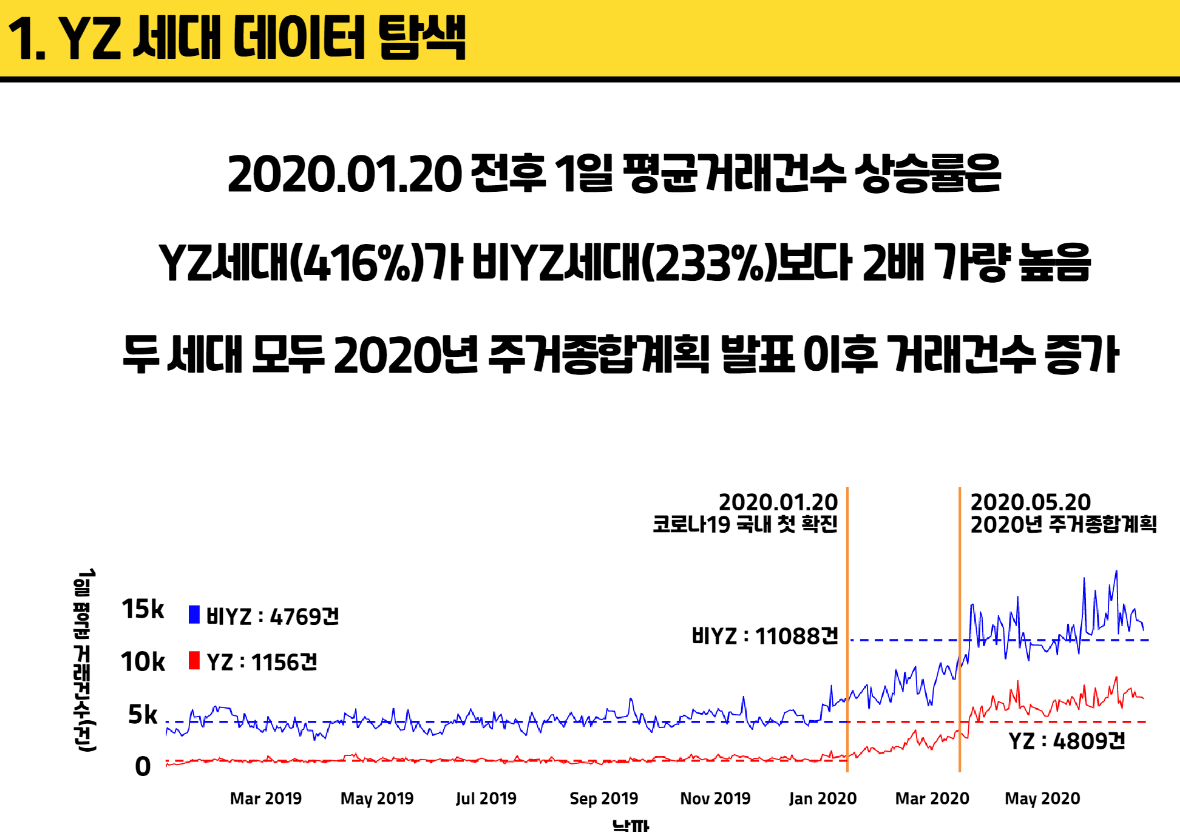 1. YZ 세대 데이터 탐색
2020.01.20 전후 1일 평균거래건수 상승률은
YZ세대(416%)가 비YZ세대(233%)보다 2배 가량 높음
두 세대 모두 2020년 주거종합계획 발표 이후 거래건수 증가
2020.01.20
코로나19 국내 첫 확진
2020.05.20
2020년 주거종합계획
1일 평균 거래건수(건)
15k
10k
5k
0
비YZ : 4769건
YZ : 1156건
비YZ : 11088건
YZ : 4809건
Mar 2019
May 2019
Jul 2019
Sep 2019
Nov 2019
Jan 2020
Mar 2020
May 2020